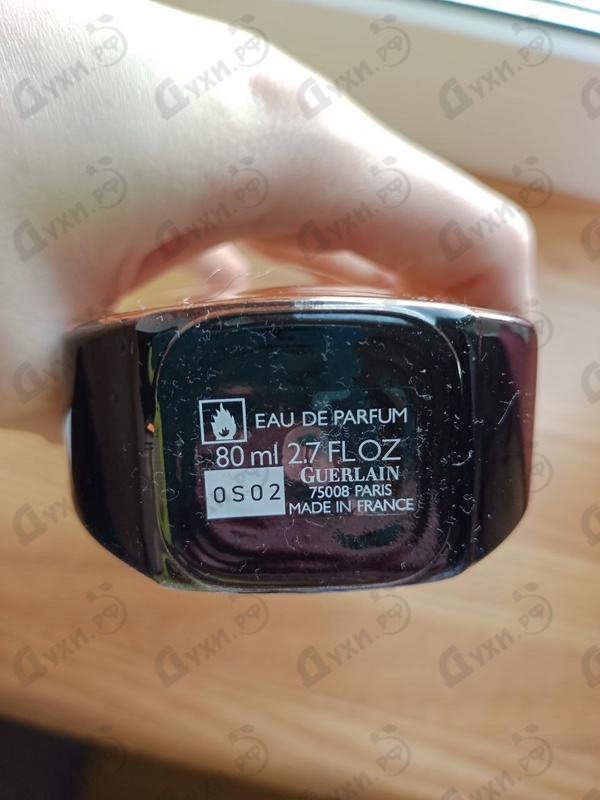 EAU DE PARFUM
80 ml 2.7 FL OZ
GUERLAIN
0S02
75008 PARIS
MADE IN FRANCE
Духи.рф